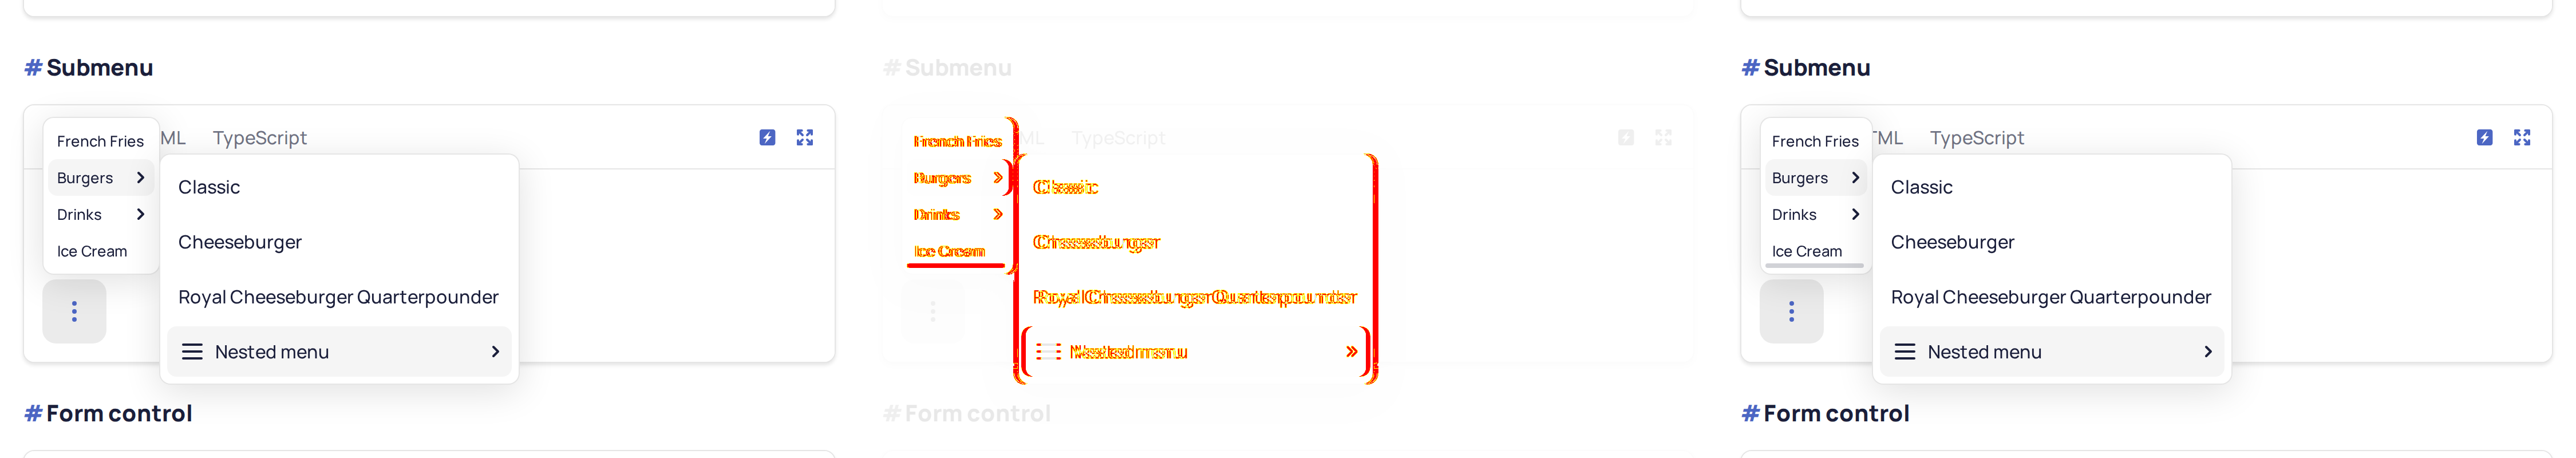 # Submenu
French Fries
ML TypeScript
Burgers
Drinks
Ice Cream
Classic
Cheeseburger
Royal Cheeseburger Quarterpounder
Nested menu
# Form control
# Submenu
French Fries
ML TypeScript
Burgers
Drinks
Ice Cream
Classic
Cheeseburger
Royal Cheeseburger Quarterpounder
Nested menu
# Form control
# Submenu
French Fries
TML TypeScript
Burgers
Drinks
Ice Cream
Classic
Cheeseburger
Royal Cheeseburger Quarterpounder
Nested menu
# Form control